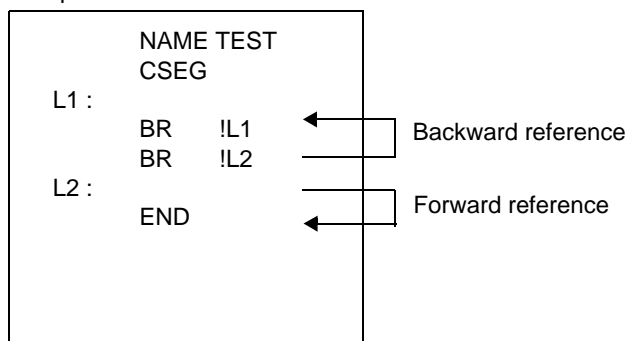 NAME TEST
CSEG
L1 :
BR !L1
Backward reference
BR !L2
L2 :
Forward reference
END